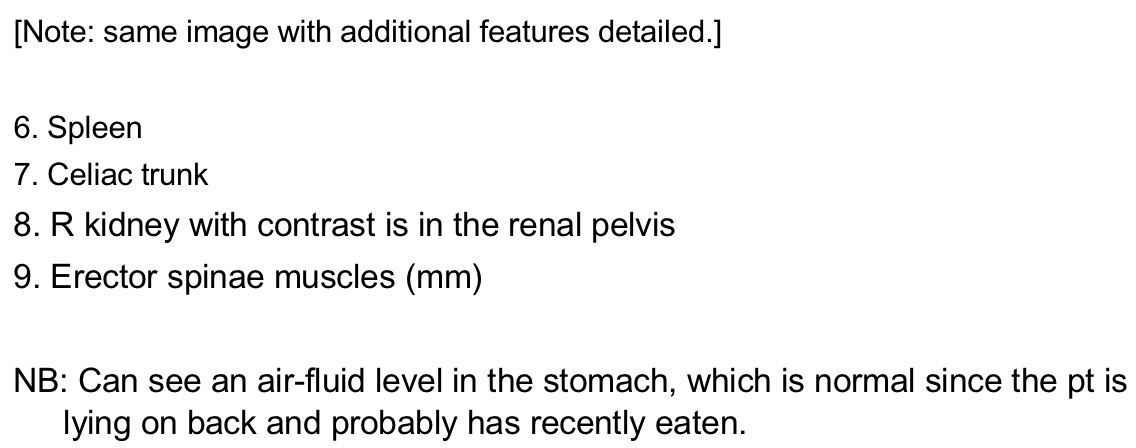 [Note: same image with additional features detailed.]
6. Spleen
7. Celiac trunk
8. R kidney with contrast is in the renal pelvis
9. Erector spinae muscles (mm)
NB: Can see an air-fluid level in the stomach, which is normal since the pt is
lying on back and probably has recently eaten.